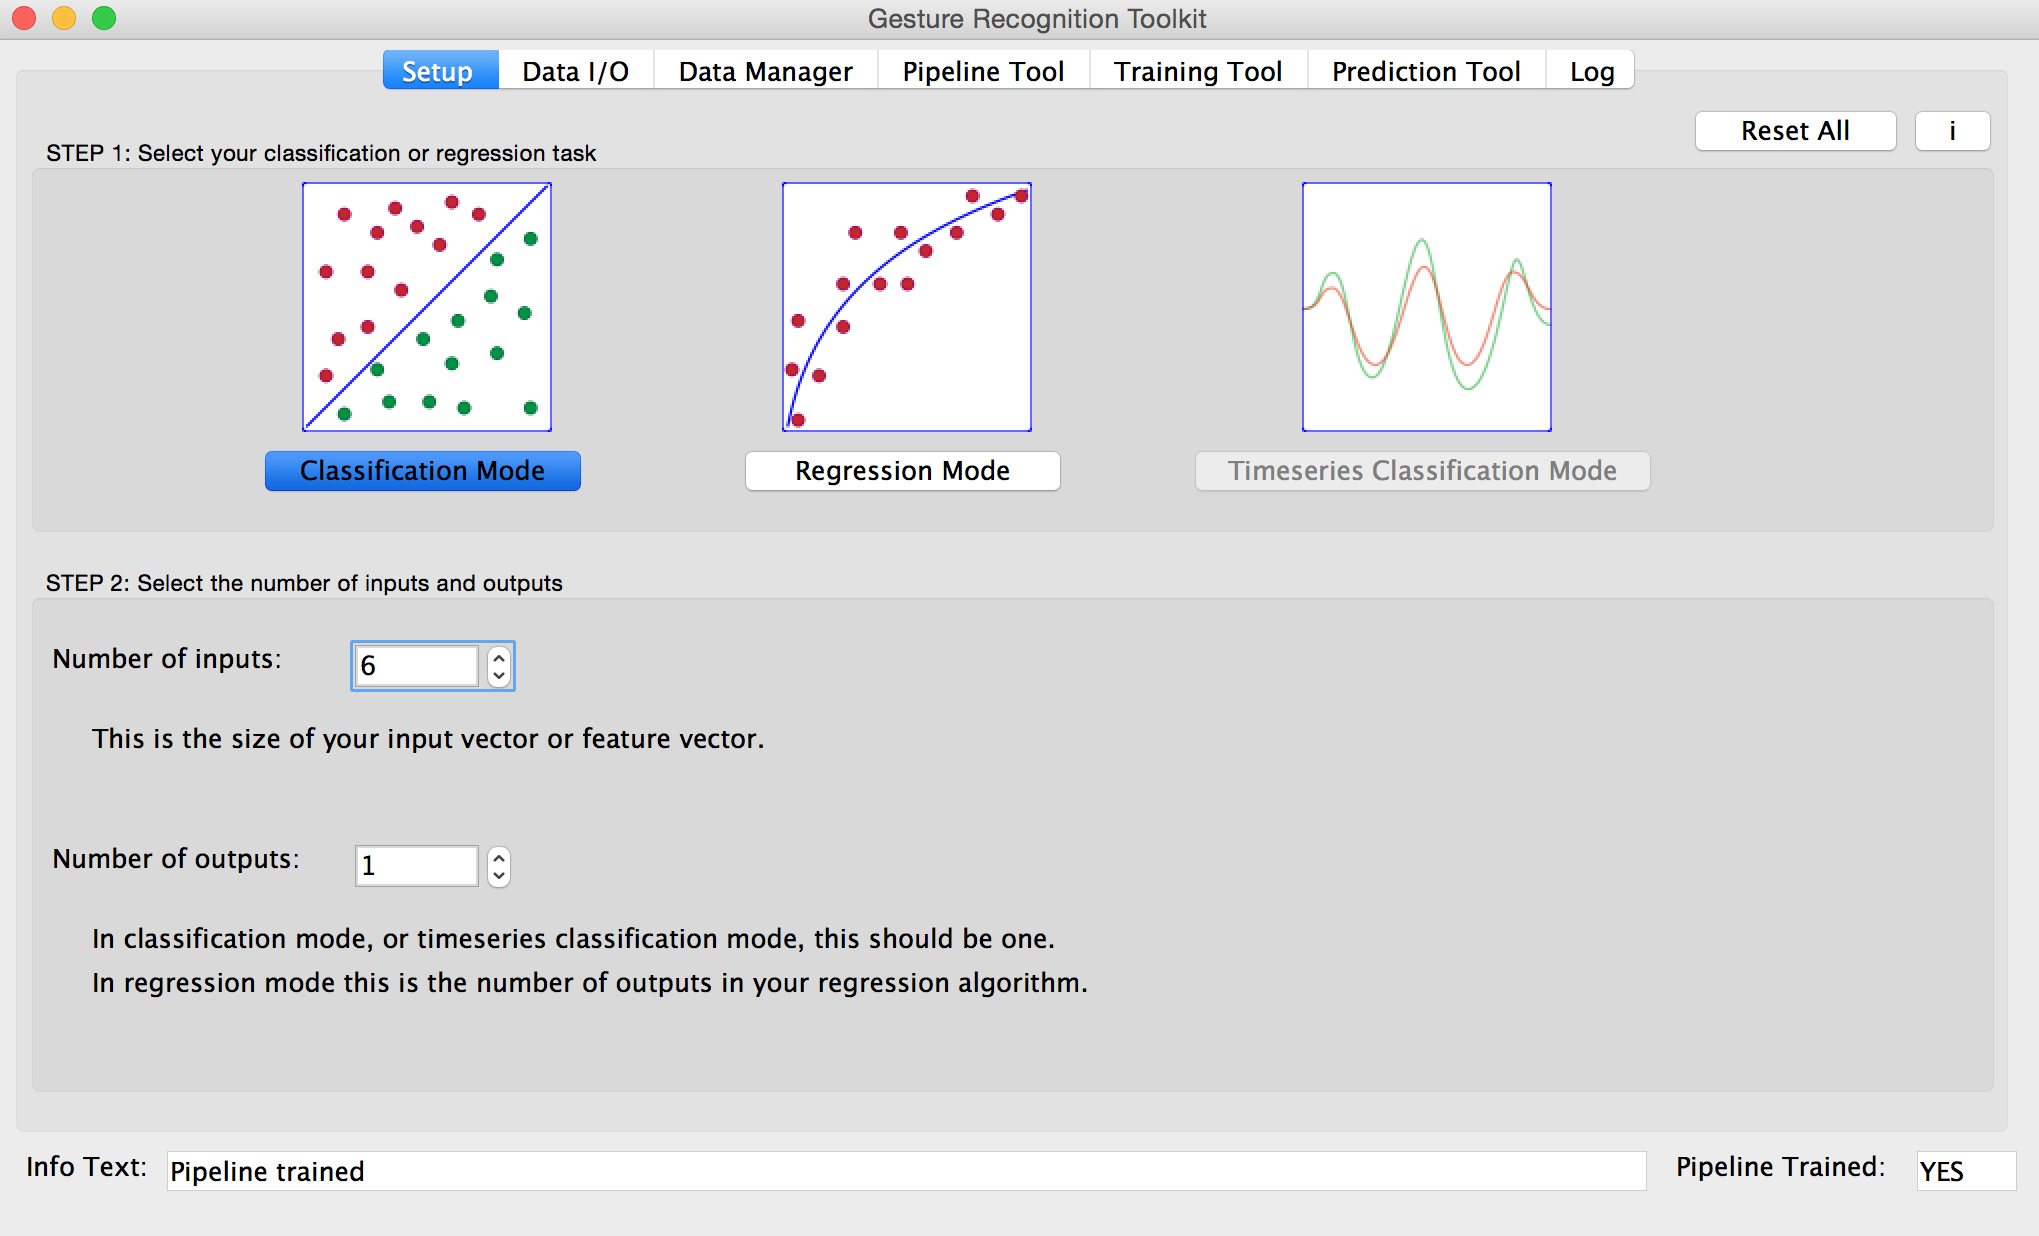 Gesture Recognition Toolkit
Setup Data I/O Data Manager Pipeline Tool Training Tool Prediction Tool Log
Reset All i
STEP 1: Select your classification or regression task
Classification Mode Regression Mode Timeseries Classification Mode
STEP 2: Select the number of inputs and outputs
Number of inputs: 6
This is the size of your input vector or feature vector.
Number of outputs: 1
In classification mode, or timeseries classification mode, this should be one.
In regression mode this is the number of outputs in your regression algorithm.
Info Text: Pipeline trained Pipeline Trained: YES